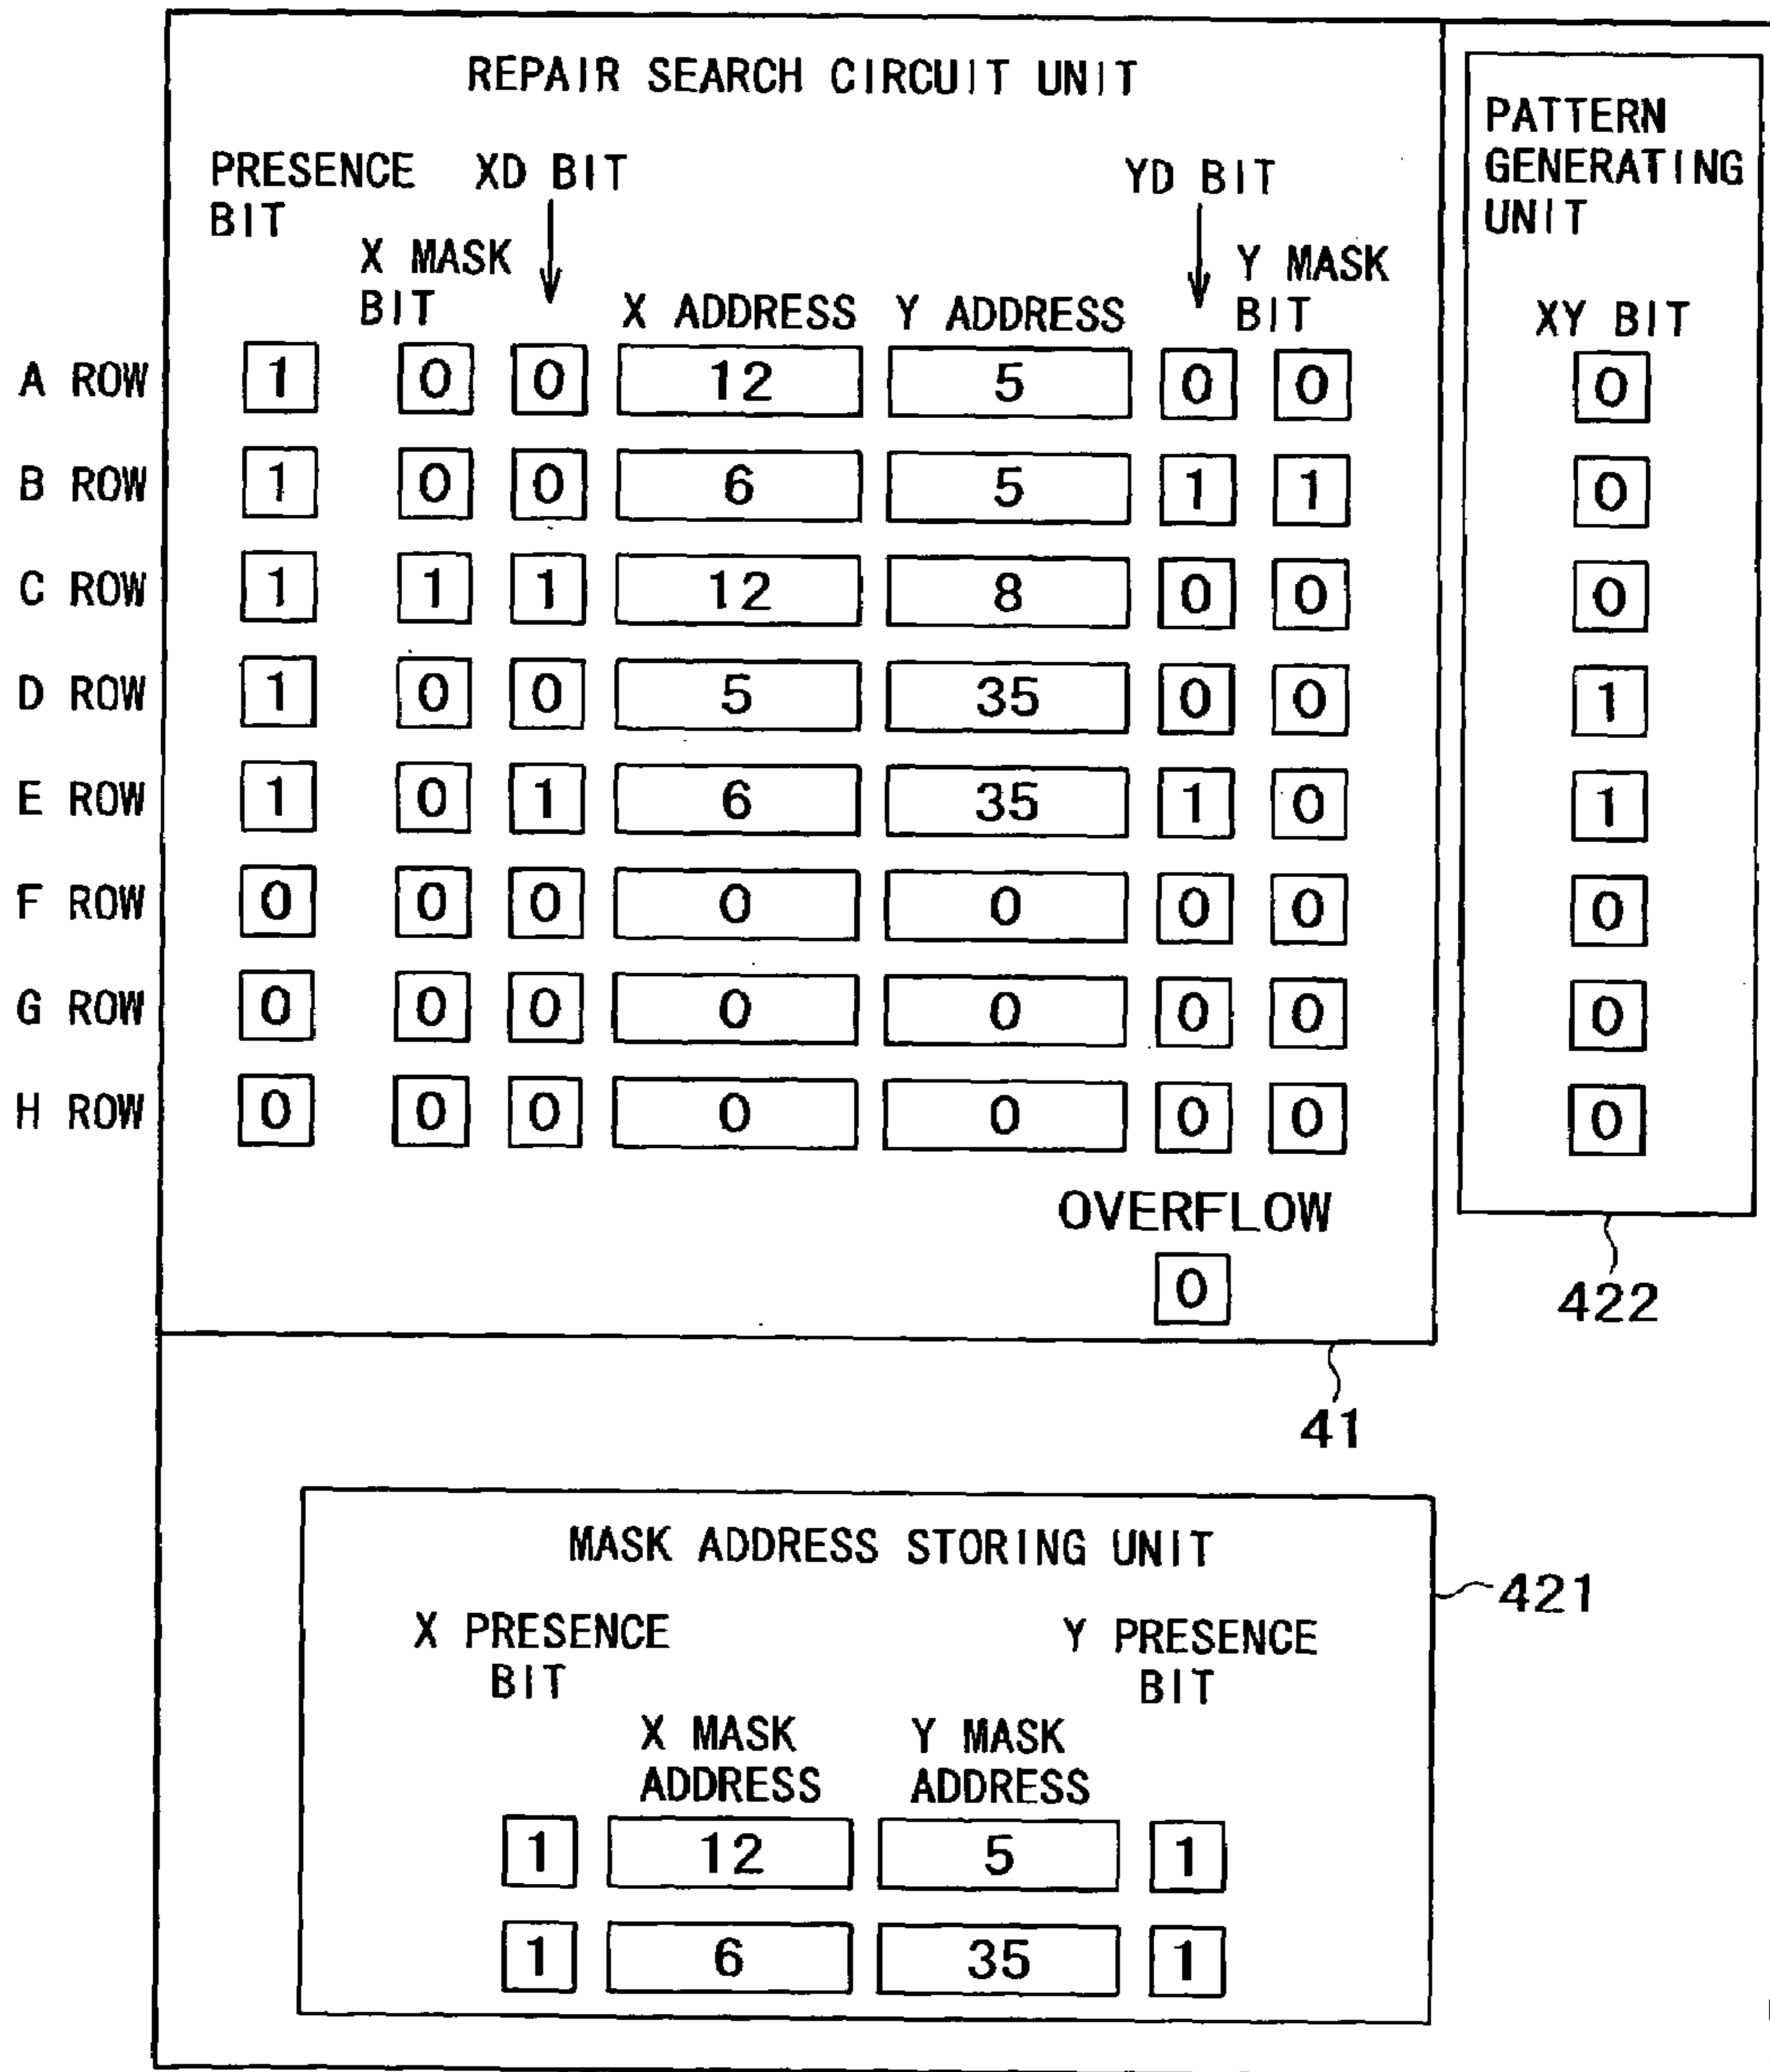 REPAIR SEARCH CIRCUIT UNIT
PRESENCE BIT
X MASK BIT
XD BIT
X ADDRESS
Y ADDRESS
YD BIT
Y MASK BIT
A ROW 1 0 0 12 5 0 0
B ROW 1 0 0 6 5 1 1
C ROW 1 1 1 12 8 0 0
D ROW 1 0 0 5 35 0 0
E ROW 1 0 1 6 35 1 0
F ROW 0 0 0 0 0 0 0
G ROW 0 0 0 0 0 0 0
H ROW 0 0 0 0 0 0 0
OVERFLOW
0
41
PATTERN
GENERATING
UNIT
XY BIT
0
0
0
1
1
0
0
0
422
MASK ADDRESS STORING UNIT
421
X PRESENCE
BIT
Y PRESENCE
BIT
X MASK
ADDRESS
Y MASK
ADDRESS
1 12 5 1
1 6 35 1